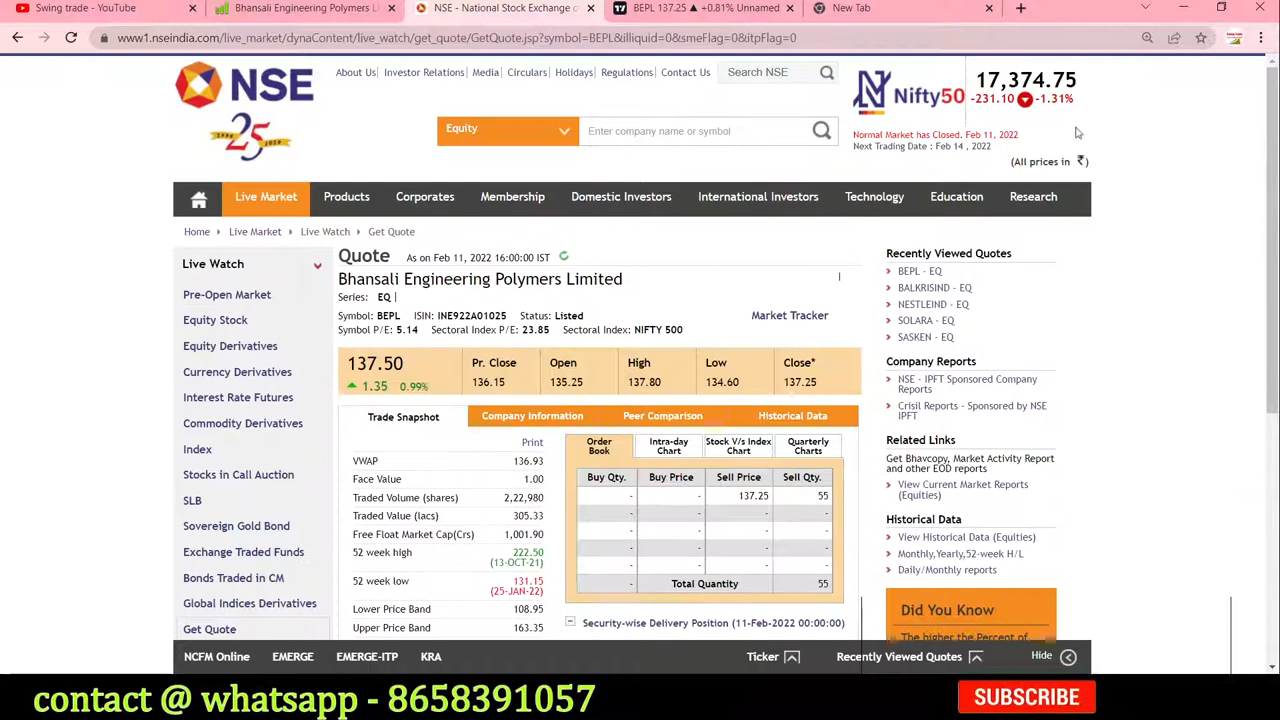 Swing trade - YouTube
Bhansali Engineering Polymers L
NSE - National Stock Exchange o
BEPL 137.25 ▲ +0.81% Unnamed
New Tab
www1.nseindia.com/live_market/dynaContent/live_watch/get_quote/GetQuote.jsp?symbol=BEPL&illiquid=0&smeFlag=0&itpFlag=0
NSE
25
About Us
Investor Relations
Media
Circulars
Holidays
Regulations
Contact Us
Search NSE
Equity
Enter company name or symbol
Nifty50
17,374.75
-231.10 -1.31%
Normal Market has Closed. Feb 11, 2022
Next Trading Date : Feb 14 , 2022
(All prices in ₹)
Live Market
Products
Corporates
Membership
Domestic Investors
International Investors
Technology
Education
Research
Home
Live Market
Live Watch
Get Quote
Live Watch
Pre-Open Market
Equity Stock
Equity Derivatives
Currency Derivatives
Interest Rate Futures
Commodity Derivatives
Index
Stocks in Call Auction
SLB
Sovereign Gold Bond
Exchange Traded Funds
Bonds Traded in CM
Global Indices Derivatives
Get Quote
Quote As on Feb 11, 2022 16:00:00 IST
Bhansali Engineering Polymers Limited |
Series: EQ |
Symbol: BEPL ISIN: INE922A01025 Status: Listed
Market Tracker
Symbol P/E: 5.14 Sectoral Index P/E: 23.85 Sectoral Index: NIFTY 500
137.50 Pr. Close Open High Low Close*
1.35 0.99% 136.15 135.25 137.80 134.60 137.25
Trade Snapshot
Company Information
Peer Comparison
Historical Data
Print
VWAP 136.93
Face Value 1.00
Traded Volume (shares) 2,22,980
Traded Value (lacs) 305.33
Free Float Market Cap(Crs) 1,001.90
52 week high 222.50
(13-OCT-21)
52 week low 131.15
(25-JAN-22)
Lower Price Band 108.95
Upper Price Band 163.35
Order Book
Intra-day Chart
Stock V/s Index Chart
Quarterly Charts
Buy Qty. Buy Price Sell Price Sell Qty.
- - 137.25 55
- - - -
- - - -
- - - -
- - - -
- Total Quantity 55
Security-wise Delivery Position (11-Feb-2022 00:00:00)
Recently Viewed Quotes
BEPL - EQ
BALKRISIND - EQ
NESTLEIND - EQ
SOLARA - EQ
SASKEN - EQ
Company Reports
NSE - IPFT Sponsored Company
Reports
Crisil Reports - Sponsored by NSE
IPFT
Related Links
Get Bhavcopy, Market Activity Report
and other EOD reports
View Current Market Reports
(Equities)
Historical Data
View Historical Data (Equities)
Monthly,Yearly,52-week H/L
Daily/Monthly reports
Did You Know
The higher the Percent of
NCFM Online
EMERGE
EMERGE-ITP
KRA
Ticker
Recently Viewed Quotes
Hide
contact @ whatsapp - 8658391057
SUBSCRIBE